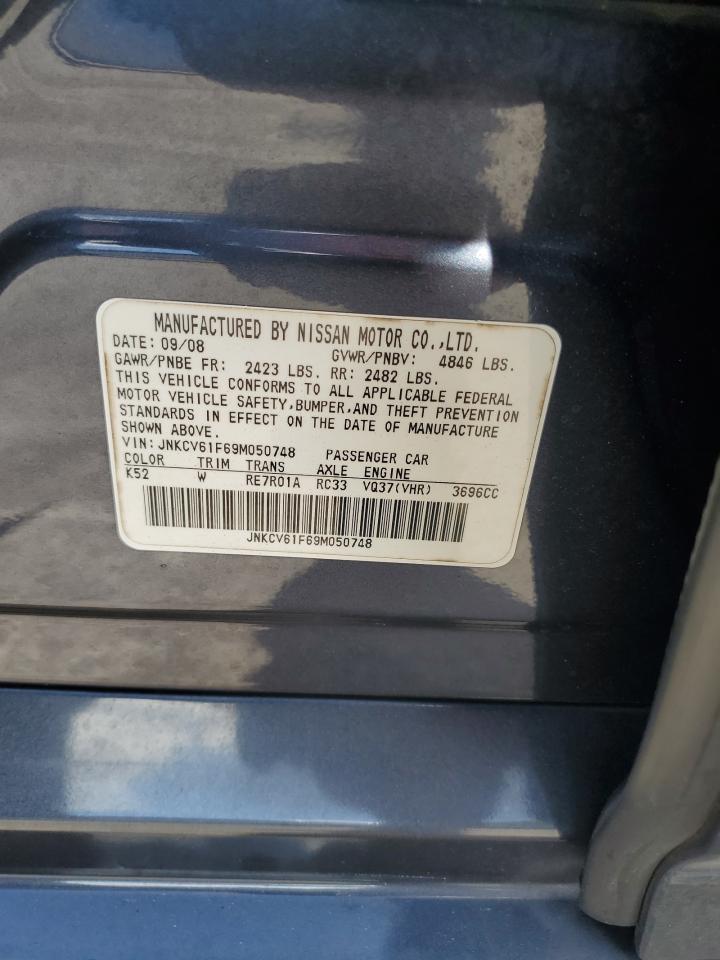 MANUFACTURED BY NISSAN MOTOR CO.,LTD.
DATE: 09/08 GVWR/PNBV: 4846 LBS.
GAWR/PNBE FR: 2423 LBS. RR: 2482 LBS.
THIS VEHICLE CONFORMS TO ALL APPLICABLE FEDERAL
MOTOR VEHICLE SAFETY,BUMPER,AND THEFT PREVENTION
STANDARDS IN EFFECT ON THE DATE OF MANUFACTURE
SHOWN ABOVE.
VIN: JNKCV61F69M050748 PASSENGER CAR
COLOR TRIM TRANS AXLE ENGINE
K52 W RE7R01A RC33 VQ37(VHR) 3696CC
JNKCV61F69M050748